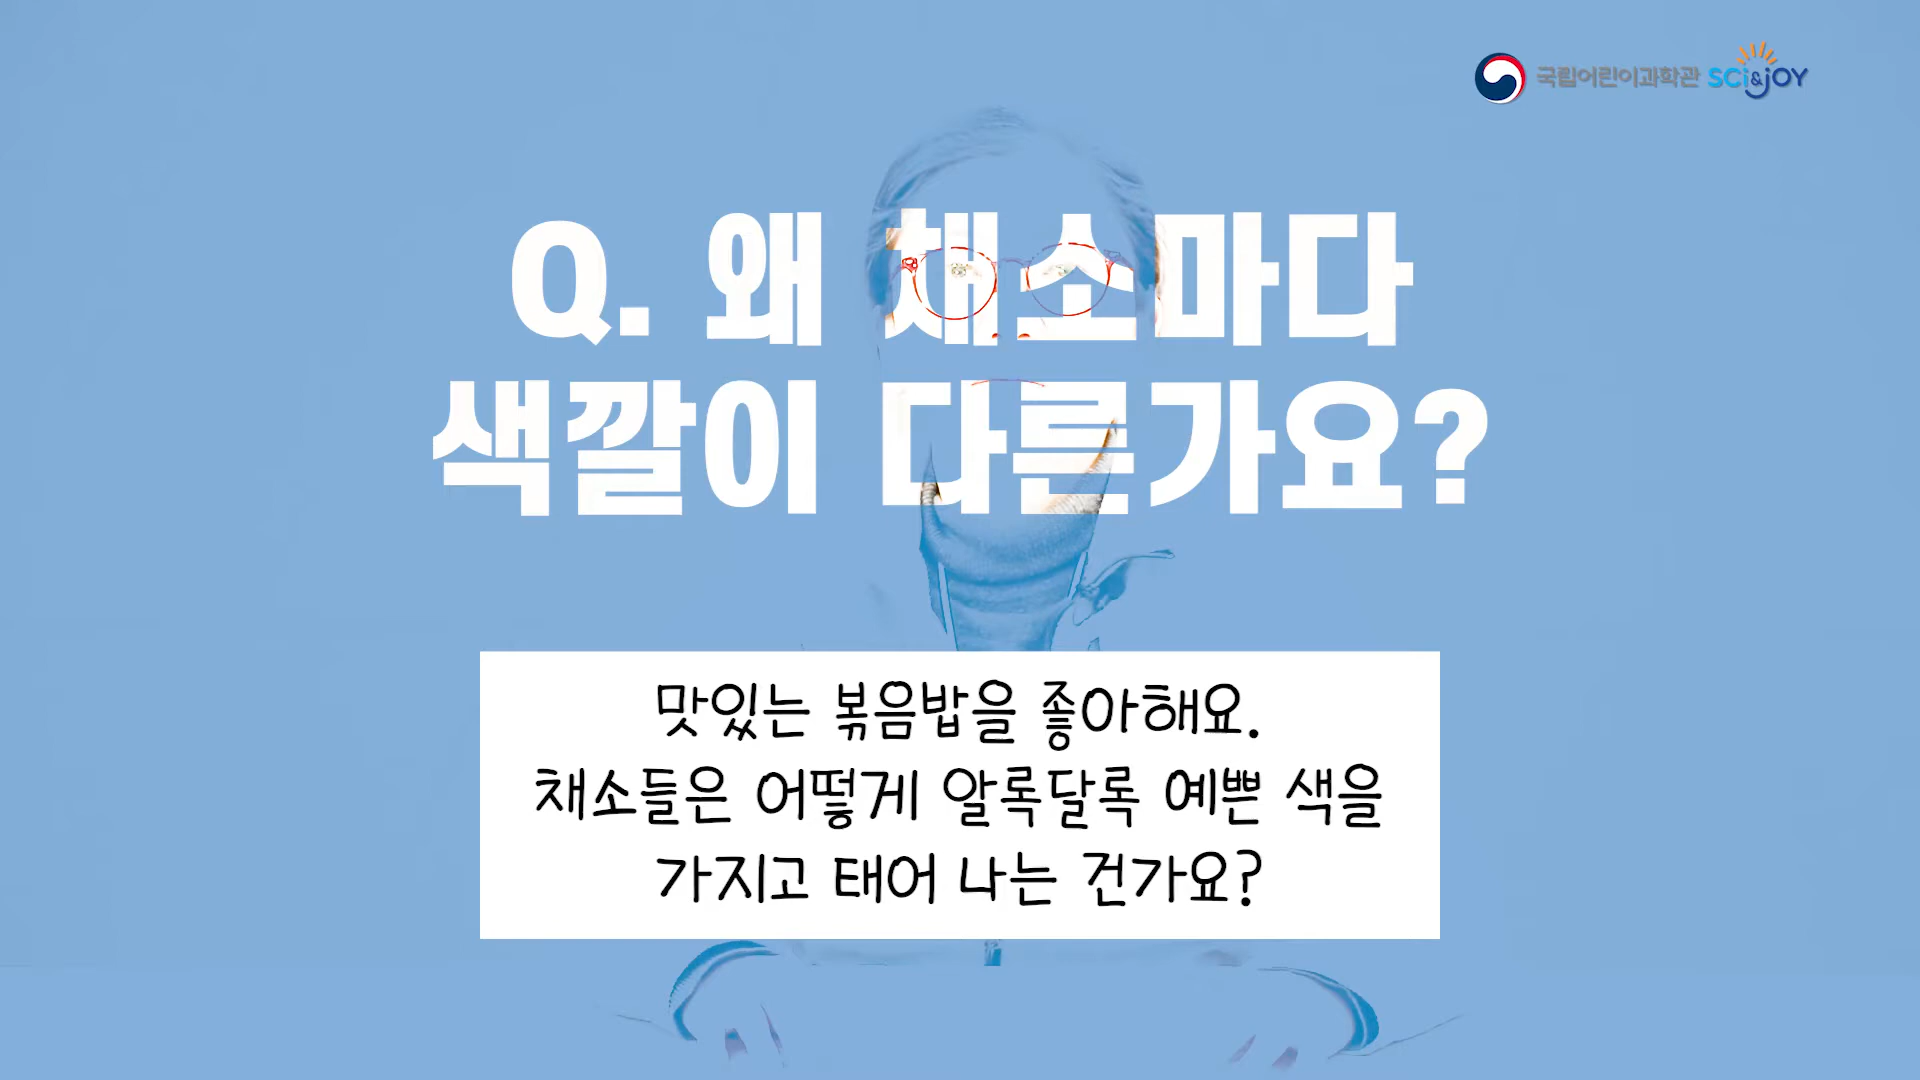 국립어린이과학관 SCi&jOY
Q. 왜 채소마다
색깔이 다른가요?
맛있는 볶음밥을 좋아해요.
채소들은 어떻게 알록달록 예쁜 색을
가지고 태어 나는 건가요?